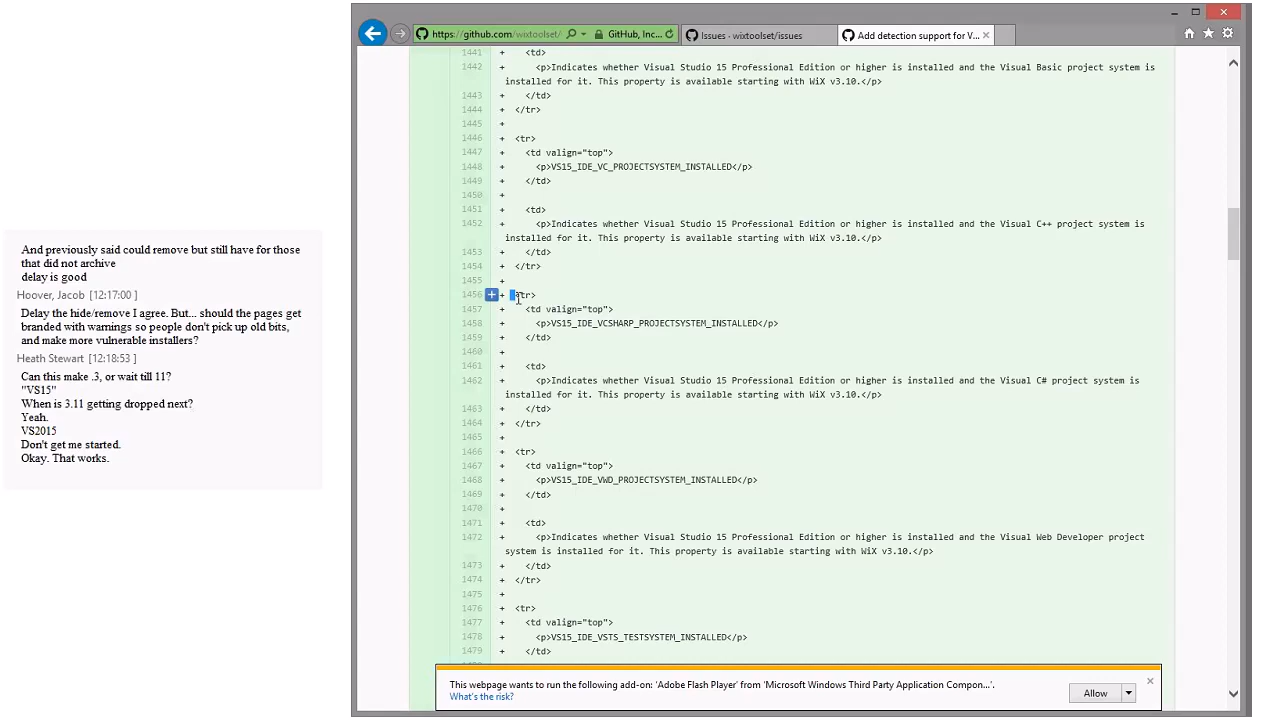 And previously said could remove but still have for those
that did not archive
delay is good
Hoover, Jacob [12:17:00 ]
Delay the hide/remove I agree. But... should the pages get
branded with warnings so people don't pick up old bits,
and make more vulnerable installers?
Heath Stewart [12:18:53 ]
Can this make .3, or wait till 11?
"VS15"
When is 3.11 getting dropped next?
Yeah.
VS2015
Don't get me started.
Okay. That works.
https://github.com/wixtoolset/ GitHub, Inc... Issues · wixtoolset/issues Add detection support for V...
1441 + <td>
1442 + <p>Indicates whether Visual Studio 15 Professional Edition or higher is installed and the Visual Basic project system is
installed for it. This property is available starting with WiX v3.10.</p>
1443 + </td>
1444 + </tr>
1445 +
1446 + <tr>
1447 + <td valign="top">
1448 + <p>VS15_IDE_VC_PROJECTSYSTEM_INSTALLED</p>
1449 + </td>
1450 +
1451 + <td>
1452 + <p>Indicates whether Visual Studio 15 Professional Edition or higher is installed and the Visual C++ project system is
installed for it. This property is available starting with WiX v3.10.</p>
1453 + </td>
1454 + </tr>
1455 +
1456 + <tr>
1457 + <td valign="top">
1458 + <p>VS15_IDE_VCSHARP_PROJECTSYSTEM_INSTALLED</p>
1459 + </td>
1460 +
1461 + <td>
1462 + <p>Indicates whether Visual Studio 15 Professional Edition or higher is installed and the Visual C# project system is
installed for it. This property is available starting with WiX v3.10.</p>
1463 + </td>
1464 + </tr>
1465 +
1466 + <tr>
1467 + <td valign="top">
1468 + <p>VS15_IDE_VWD_PROJECTSYSTEM_INSTALLED</p>
1469 + </td>
1470 +
1471 + <td>
1472 + <p>Indicates whether Visual Studio 15 Professional Edition or higher is installed and the Visual Web Developer project
system is installed for it. This property is available starting with WiX v3.10.</p>
1473 + </td>
1474 + </tr>
1475 +
1476 + <tr>
1477 + <td valign="top">
1478 + <p>VS15_IDE_VSTS_TESTSYSTEM_INSTALLED</p>
1479 + </td>
This webpage wants to run the following add-on: 'Adobe Flash Player' from 'Microsoft Windows Third Party Application Compon...'.
What's the risk?
Allow